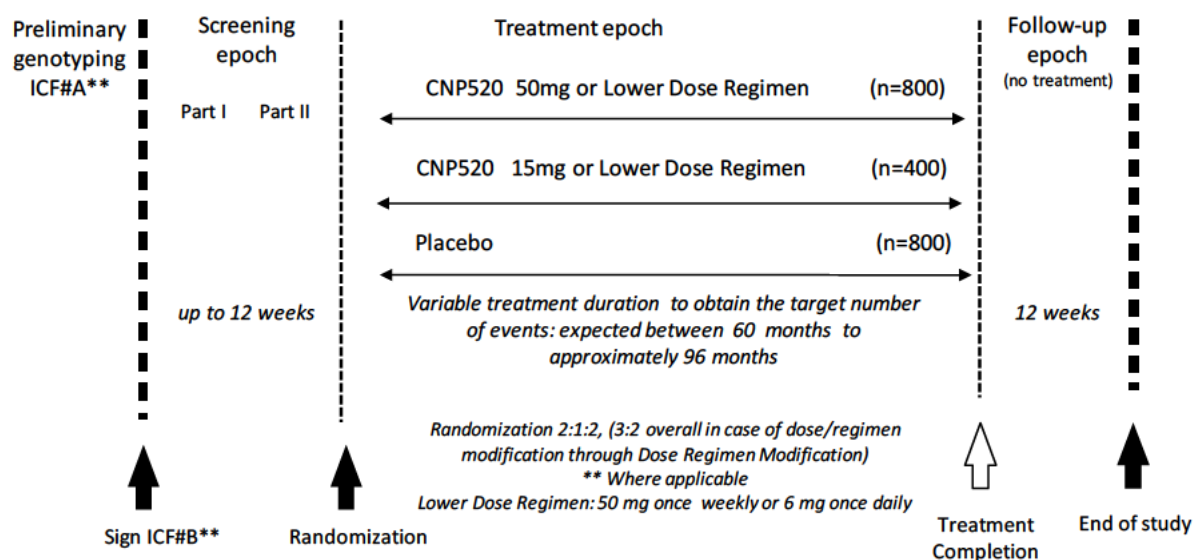 Preliminary
genotyping
ICF#A**
Screening
epoch
Part I Part II
Treatment epoch
Follow-up
epoch
(no treatment)
CNP520 50mg or Lower Dose Regimen (n=800)
CNP520 15mg or Lower Dose Regimen (n=400)
Placebo (n=800)
up to 12 weeks
Variable treatment duration to obtain the target number
of events: expected between 60 months to
approximately 96 months
12 weeks
Randomization 2:1:2, (3:2 overall in case of dose/regimen
modification through Dose Regimen Modification)
** Where applicable
Lower Dose Regimen: 50 mg once weekly or 6 mg once daily
Sign ICF#B**
Randomization
Treatment
Completion
End of study